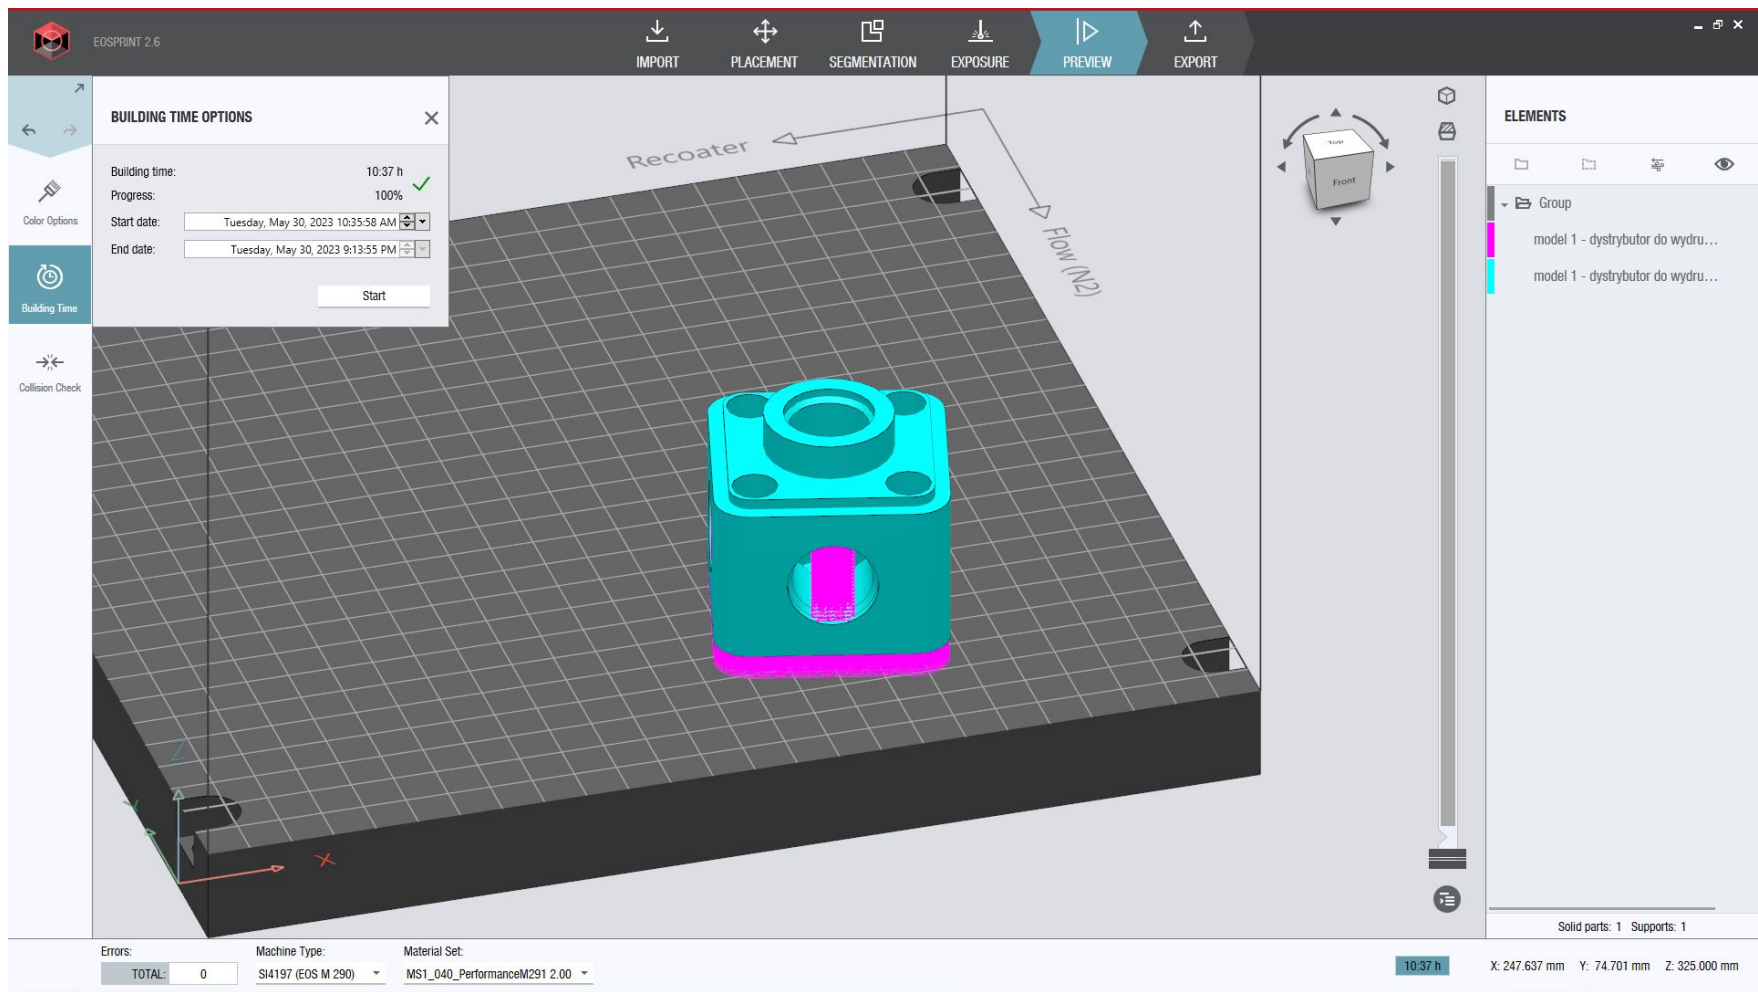 EOSPRINT 2.6
IMPORT
PLACEMENT
SEGMENTATION
EXPOSURE
PREVIEW
EXPORT
BUILDING TIME OPTIONS
Building time: 10:37 h
Progress: 100%
Start date: Tuesday, May 30, 2023 10:35:58 AM
End date: Tuesday, May 30, 2023 9:13:55 PM
Start
Color Options
Building Time
Collision Check
Recoater
Flow (N2)
Top
Front
Z
Y
X
ELEMENTS
Group
model 1 - dystrybutor do wydru...
model 1 - dystrybutor do wydru...
Solid parts: 1 Supports: 1
Errors:
TOTAL: 0
Machine Type:
SI4197 (EOS M 290)
Material Set:
MS1_040_PerformanceM291 2.00
10:37 h
X: 247.637 mm Y: 74.701 mm Z: 325.000 mm